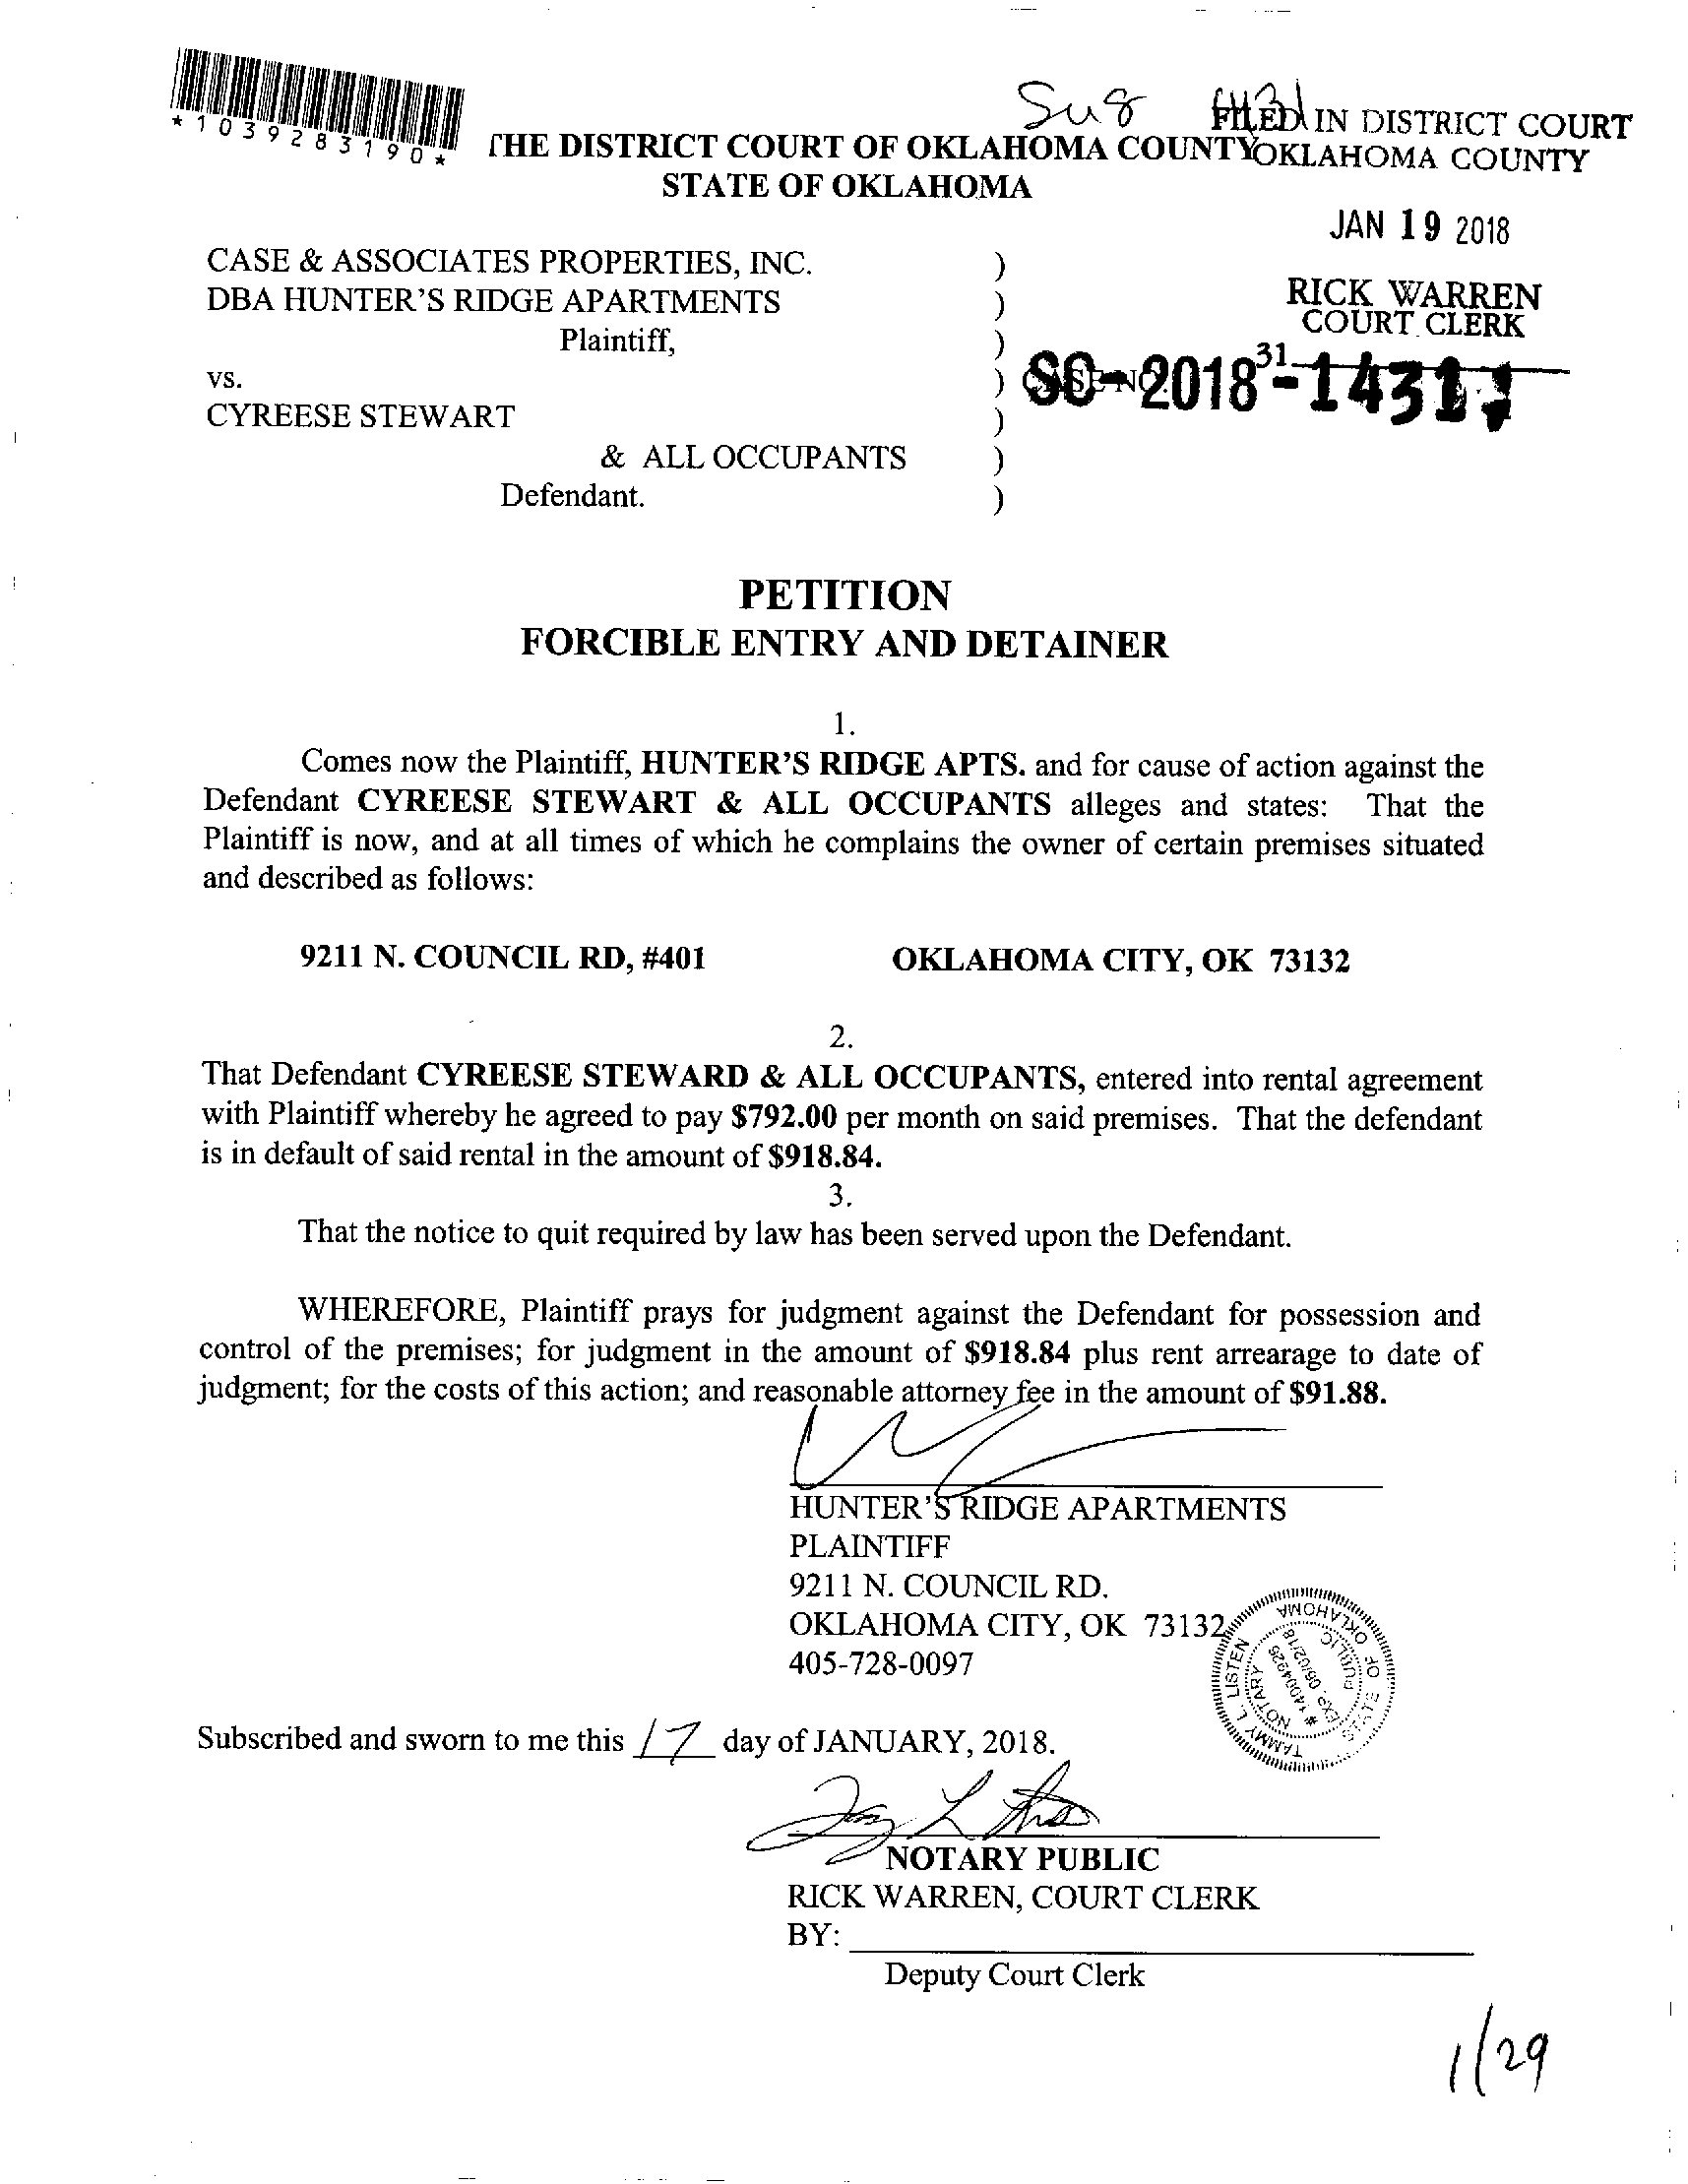 *1039283190*
FILED IN DISTRICT COURT
THE DISTRICT COURT OF OKLAHOMA COUNTY
OKLAHOMA COUNTY
STATE OF OKLAHOMA
JAN 19 2018
CASE & ASSOCIATES PROPERTIES, INC. )
DBA HUNTER'S RIDGE APARTMENTS )
RICK WARREN
COURT CLERK
Plaintiff, )
31
vs. ) CASE NO.
SC-2018-1431
CYREESE STEWART )
& ALL OCCUPANTS )
Defendant. )
PETITION
FORCIBLE ENTRY AND DETAINER
1.
Comes now the Plaintiff, HUNTER'S RIDGE APTS. and for cause of action against the
Defendant CYREESE STEWART & ALL OCCUPANTS alleges and states: That the
Plaintiff is now, and at all times of which he complains the owner of certain premises situated
and described as follows:
9211 N. COUNCIL RD, #401 OKLAHOMA CITY, OK 73132
2.
That Defendant CYREESE STEWARD & ALL OCCUPANTS, entered into rental agreement
with Plaintiff whereby he agreed to pay $792.00 per month on said premises. That the defendant
is in default of said rental in the amount of $918.84.
3.
That the notice to quit required by law has been served upon the Defendant.
WHEREFORE, Plaintiff prays for judgment against the Defendant for possession and
control of the premises; for judgment in the amount of $918.84 plus rent arrearage to date of
judgment; for the costs of this action; and reasonable attorney fee in the amount of $91.88.
HUNTER'S RIDGE APARTMENTS
PLAINTIFF
9211 N. COUNCIL RD.
OKLAHOMA CITY, OK 73132
405-728-0097
TAMMY L. LISTEN
STATE OF OKLAHOMA
NOTARY PUBLIC
# 14004926
EXP. 06/02/18
Subscribed and sworn to me this 17 day of JANUARY, 2018.
NOTARY PUBLIC
RICK WARREN, COURT CLERK
BY:
Deputy Court Clerk
1/29